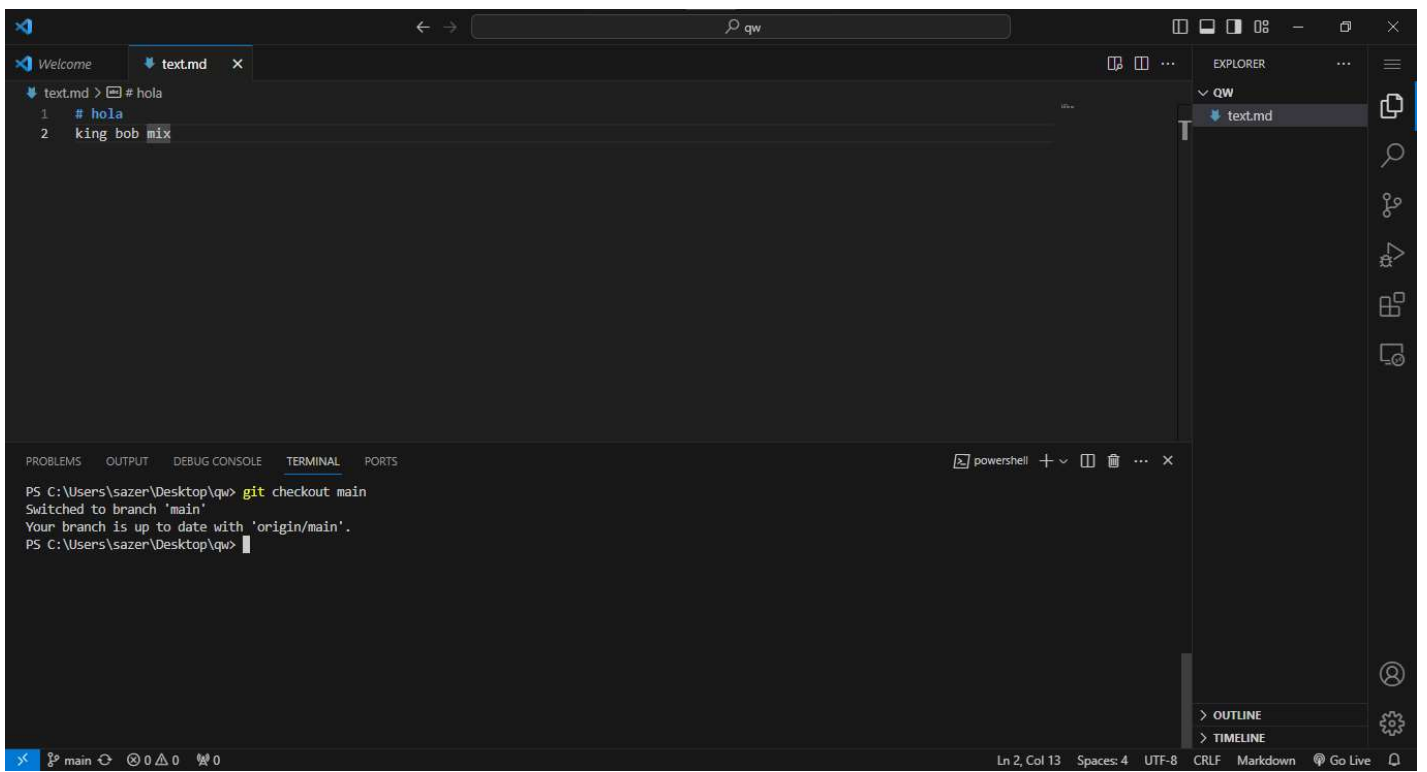 qw
Welcome text.md
text.md > # hola
1 # hola
2 king bob mix
EXPLORER
QW
text.md
PROBLEMS OUTPUT DEBUG CONSOLE TERMINAL PORTS
powershell
PS C:\Users\sazer\Desktop\qw> git checkout main
Switched to branch 'main'
Your branch is up to date with 'origin/main'.
PS C:\Users\sazer\Desktop\qw>
OUTLINE
TIMELINE
main 0 0 0 Ln 2, Col 13 Spaces: 4 UTF-8 CRLF Markdown Go Live